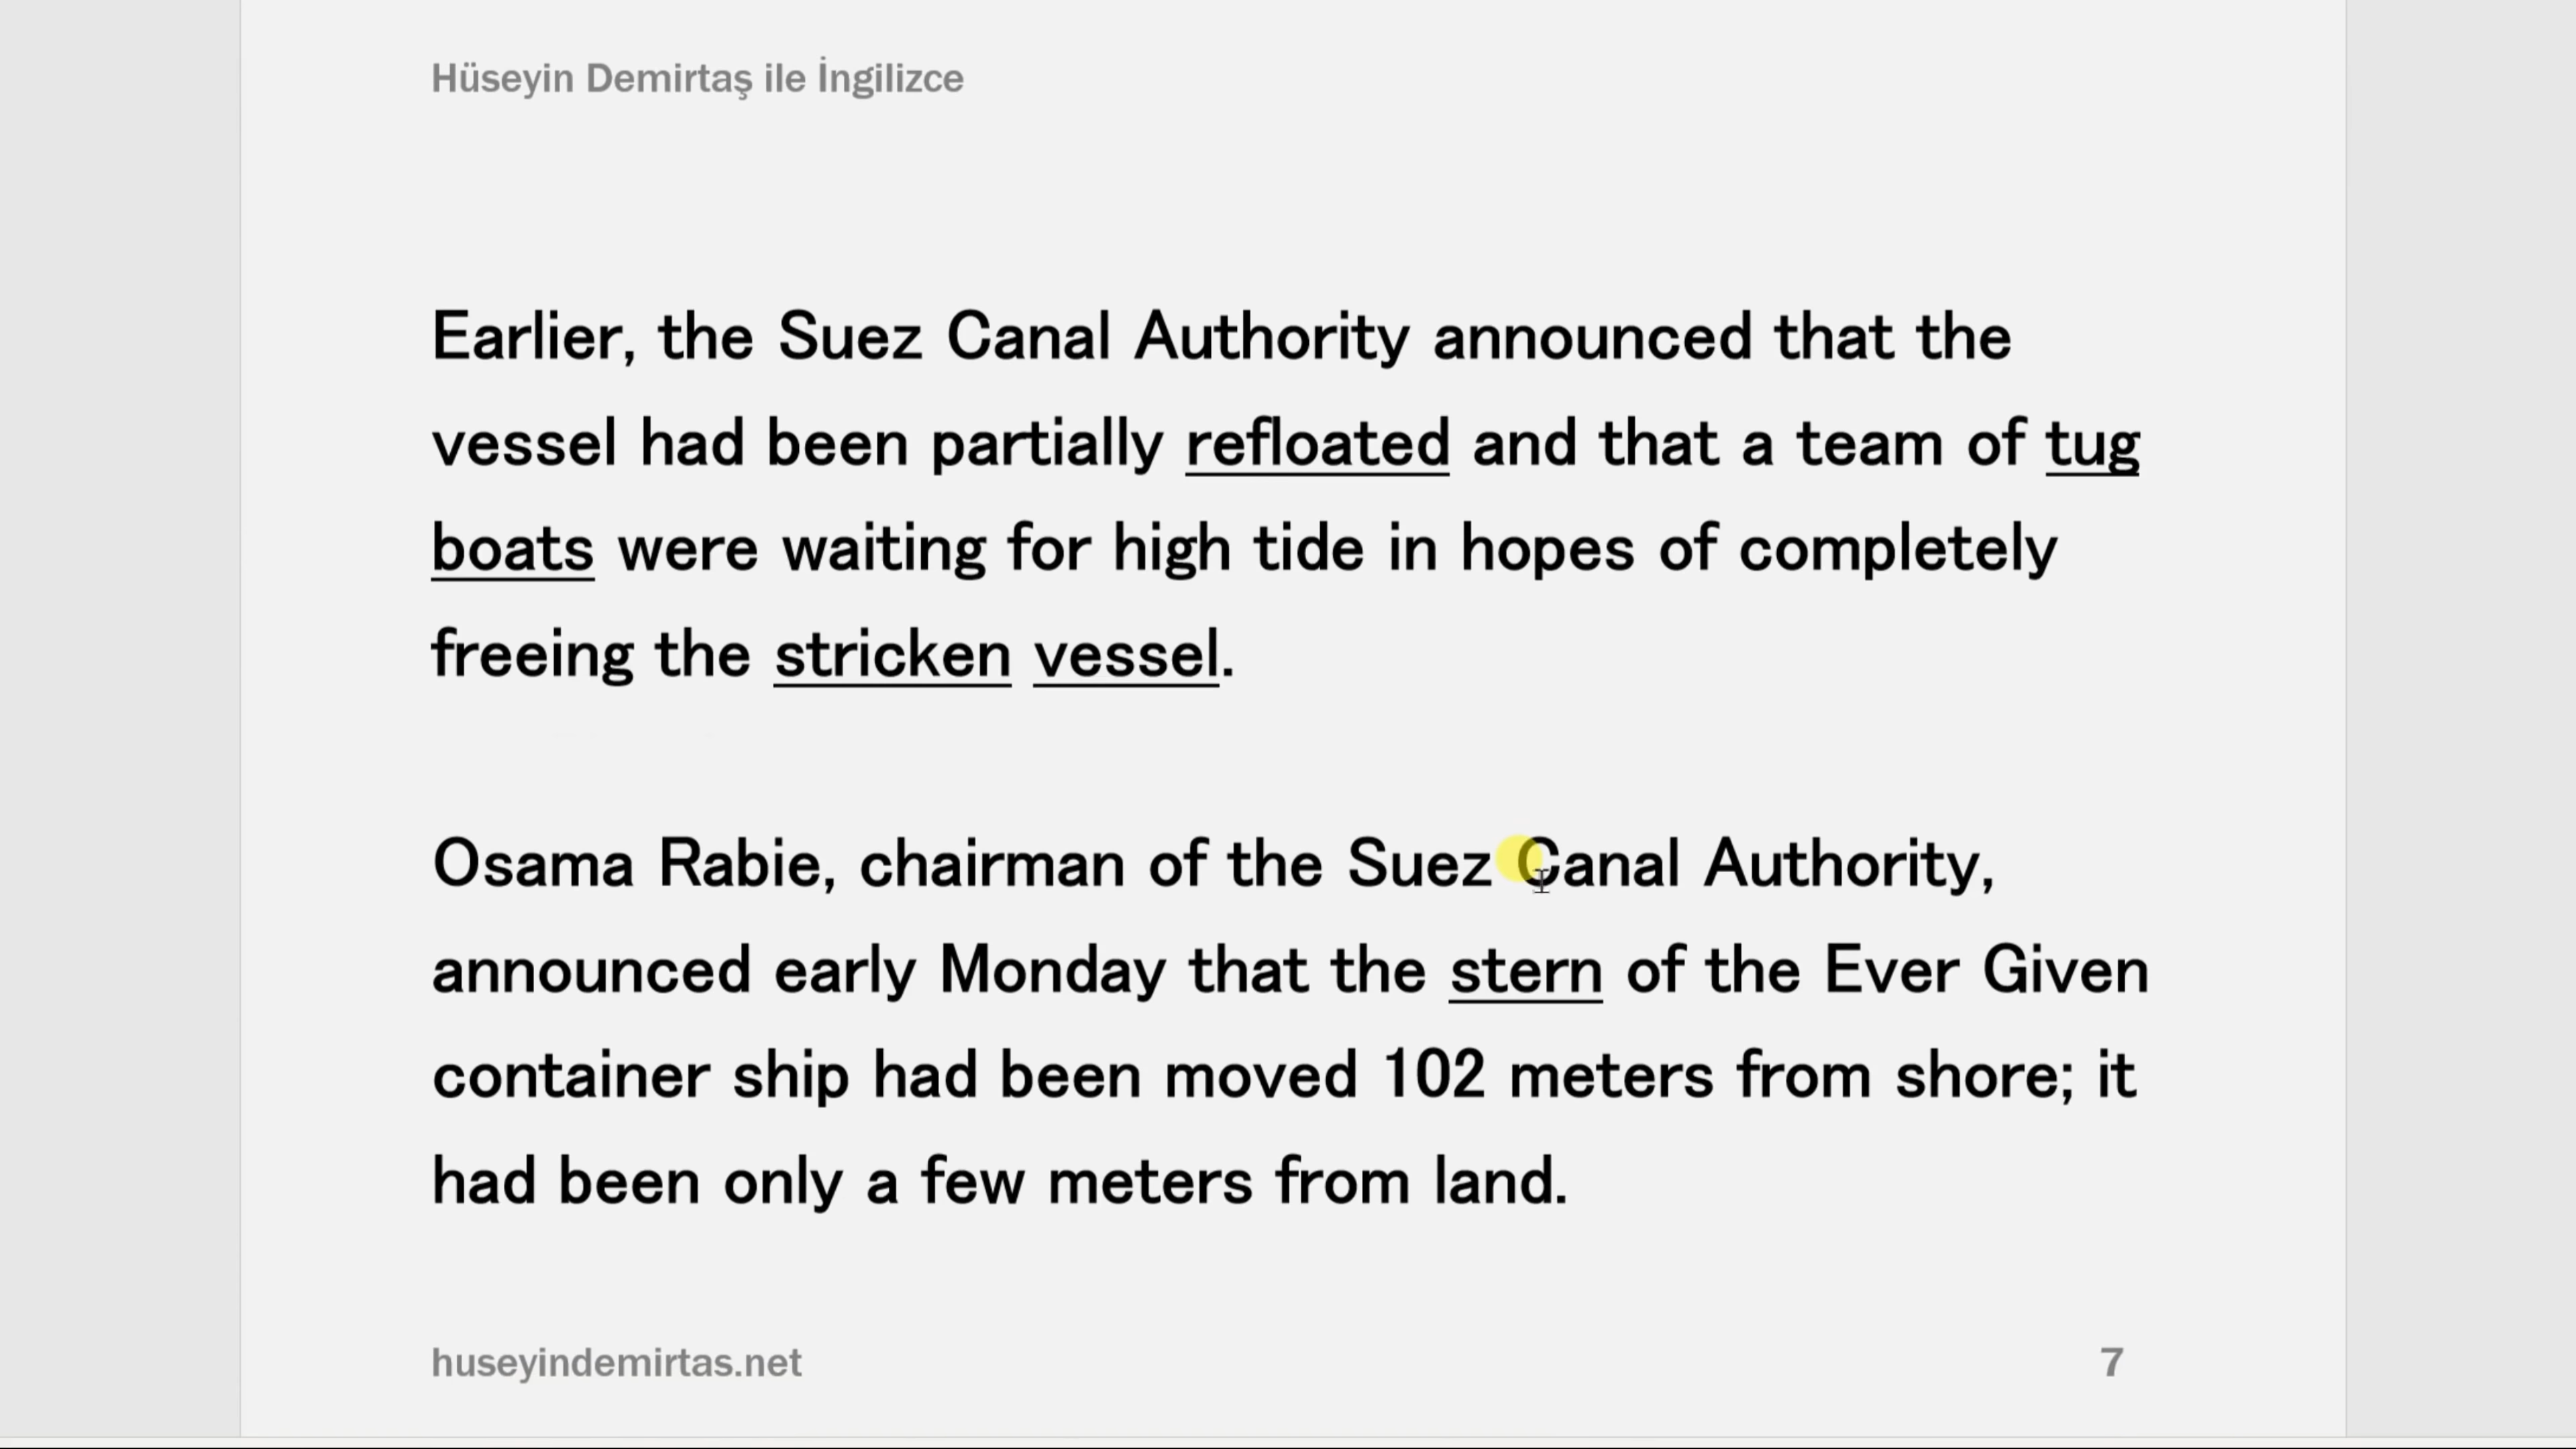 Hüseyin Demirtaş ile İngilizce
Earlier, the Suez Canal Authority announced that the
vessel had been partially refloated and that a team of tug
boats were waiting for high tide in hopes of completely
freeing the stricken vessel.
Osama Rabie, chairman of the Suez Canal Authority,
announced early Monday that the stern of the Ever Given
container ship had been moved 102 meters from shore; it
had been only a few meters from land.
huseyindemirtas.net
7